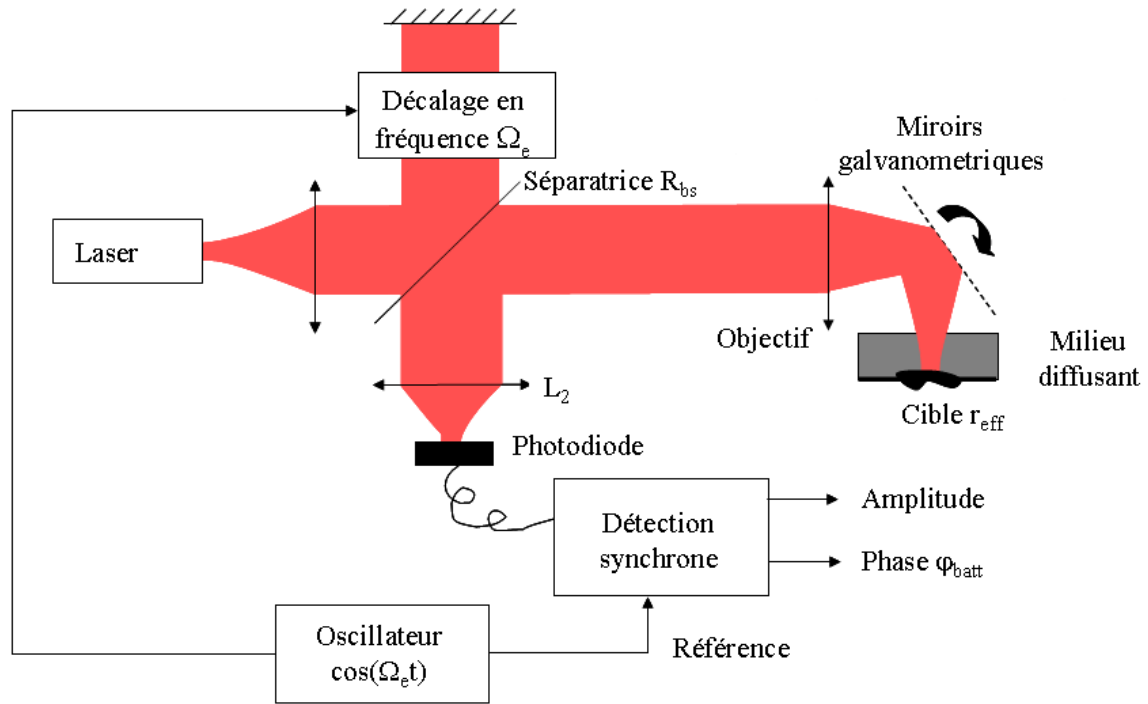 Décalage en
fréquence Ωe
Miroirs
galvanometriques
Séparatrice Rbs
Laser
Objectif
Milieu
diffusant
L2
Cible reff
Photodiode
Amplitude
Détection
synchrone
Phase φbatt
Oscillateur
cos(Ωet)
Référence